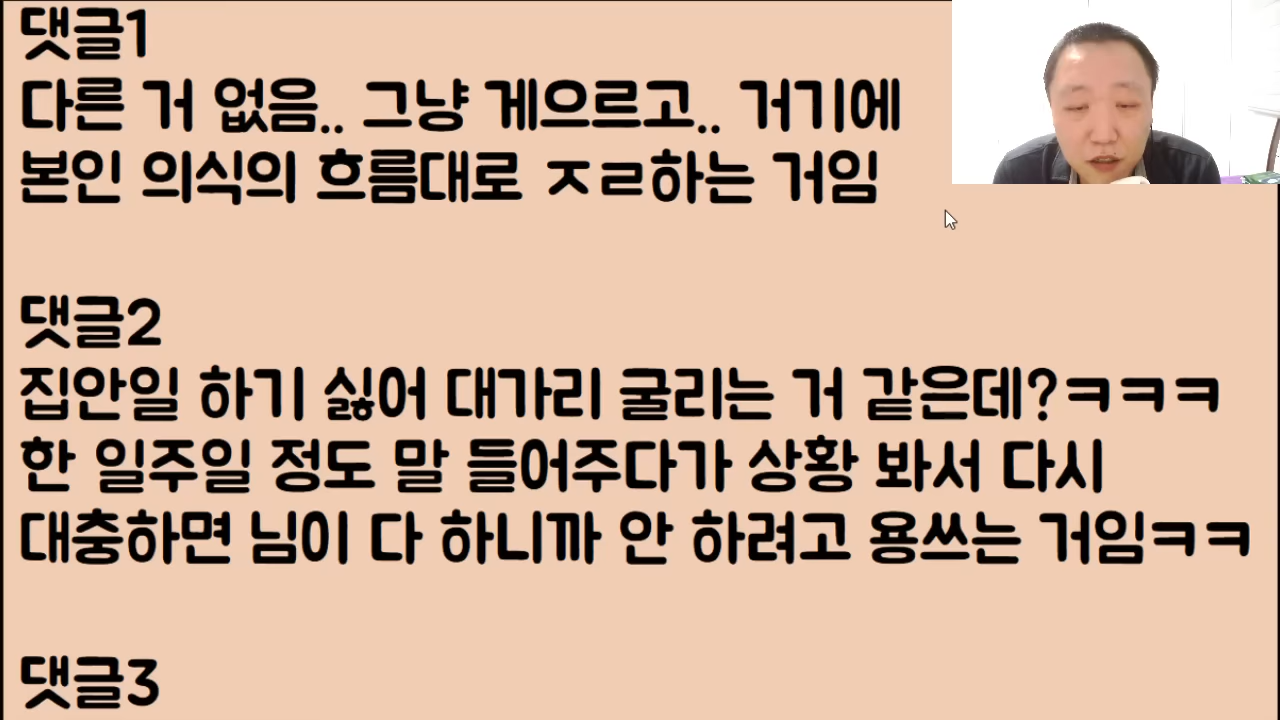 댓글1
다른 거 없음.. 그냥 게으르고.. 거기에
본인 의식의 흐름대로 ㅈㄹ하는 거임
댓글2
집안일 하기 싫어 대가리 굴리는 거 같은데?ㅋㅋㅋ
한 일주일 정도 말 들어주다가 상황 봐서 다시
대충하면 님이 다 하니까 안 하려고 용쓰는 거임ㅋㅋ
댓글3